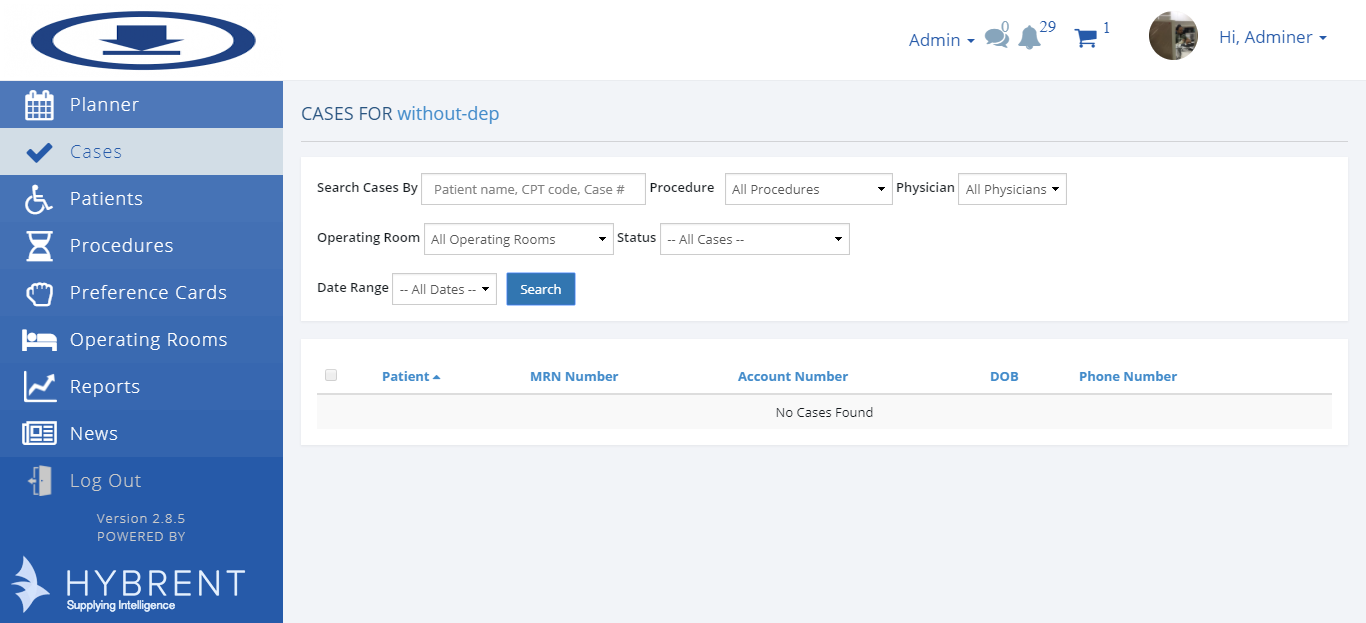 Admin 0 29 1 Hi, Adminer
Planner
Cases
Patients
Procedures
Preference Cards
Operating Rooms
Reports
News
Log Out
Version 2.8.5
POWERED BY
HYBRENT
Supplying Intelligence
CASES FOR without-dep
Search Cases By Patient name, CPT code, Case # Procedure All Procedures Physician All Physicians
Operating Room All Operating Rooms Status -- All Cases --
Date Range -- All Dates -- Search
Patient MRN Number Account Number DOB Phone Number
No Cases Found